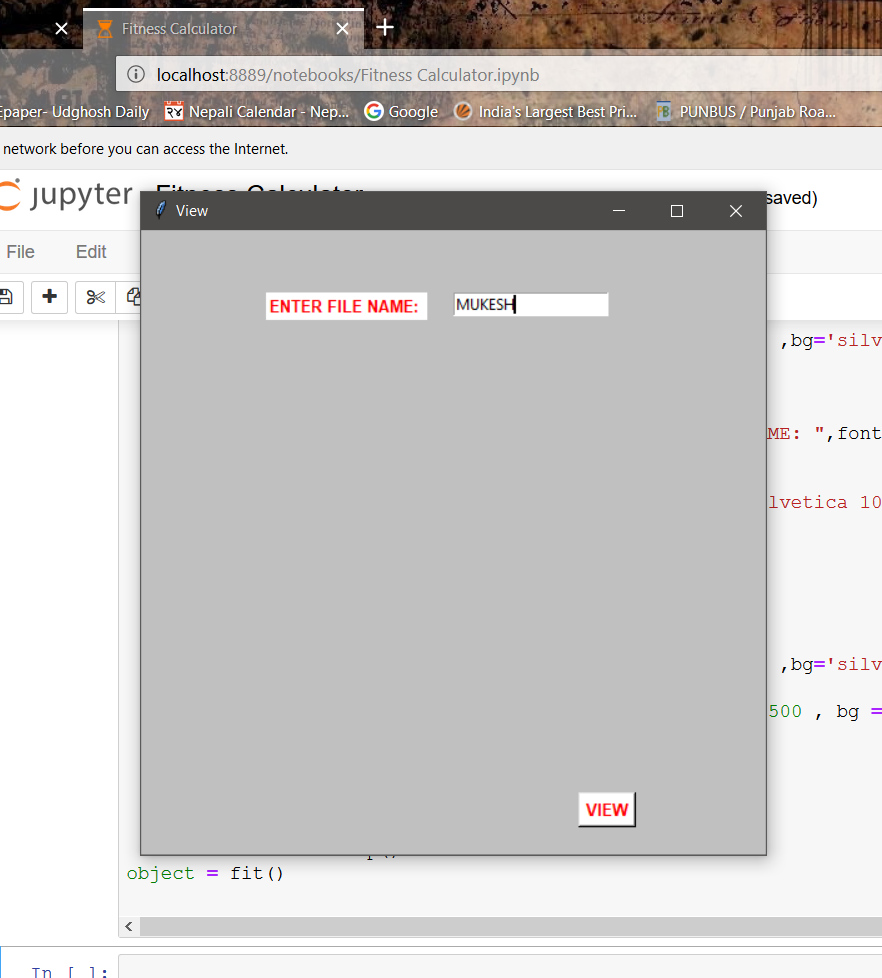 Fitness Calculator
localhost:8889/notebooks/Fitness Calculator.ipynb
Epaper- Udghosh Daily Nepali Calendar - Nep... Google India's Largest Best Pri... PUNBUS / Punjab Roa...
network before you can access the Internet.
jupyter Fitness Calculator saved)
View
File Edit
ENTER FILE NAME: MUKESH
,bg='silv
ME: ",font
lvetica 10
,bg='silv
500 , bg =
VIEW
object = fit()
In [ ]: